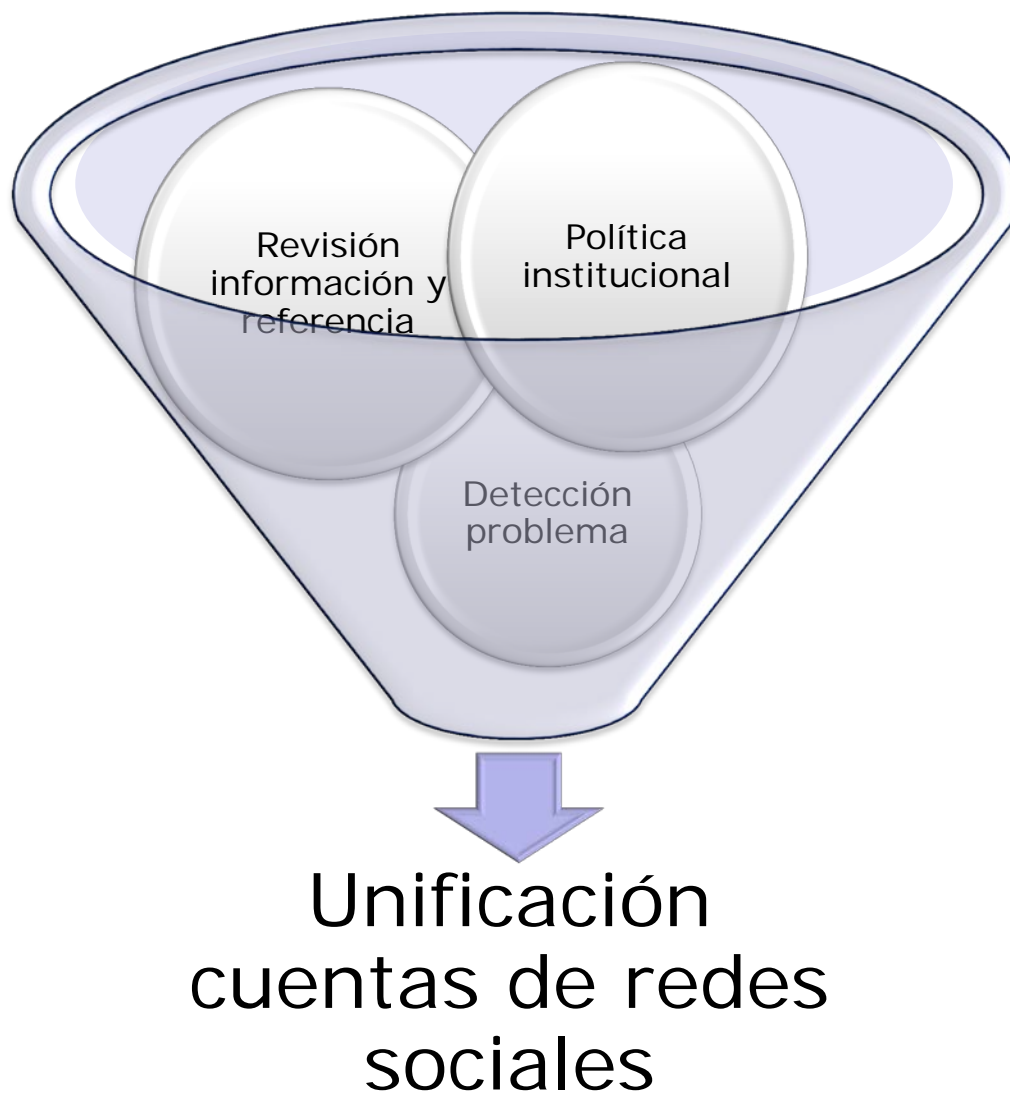 Revisión
información y
referencia
Política
institucional
Detección
problema
Unificación
cuentas de redes
sociales